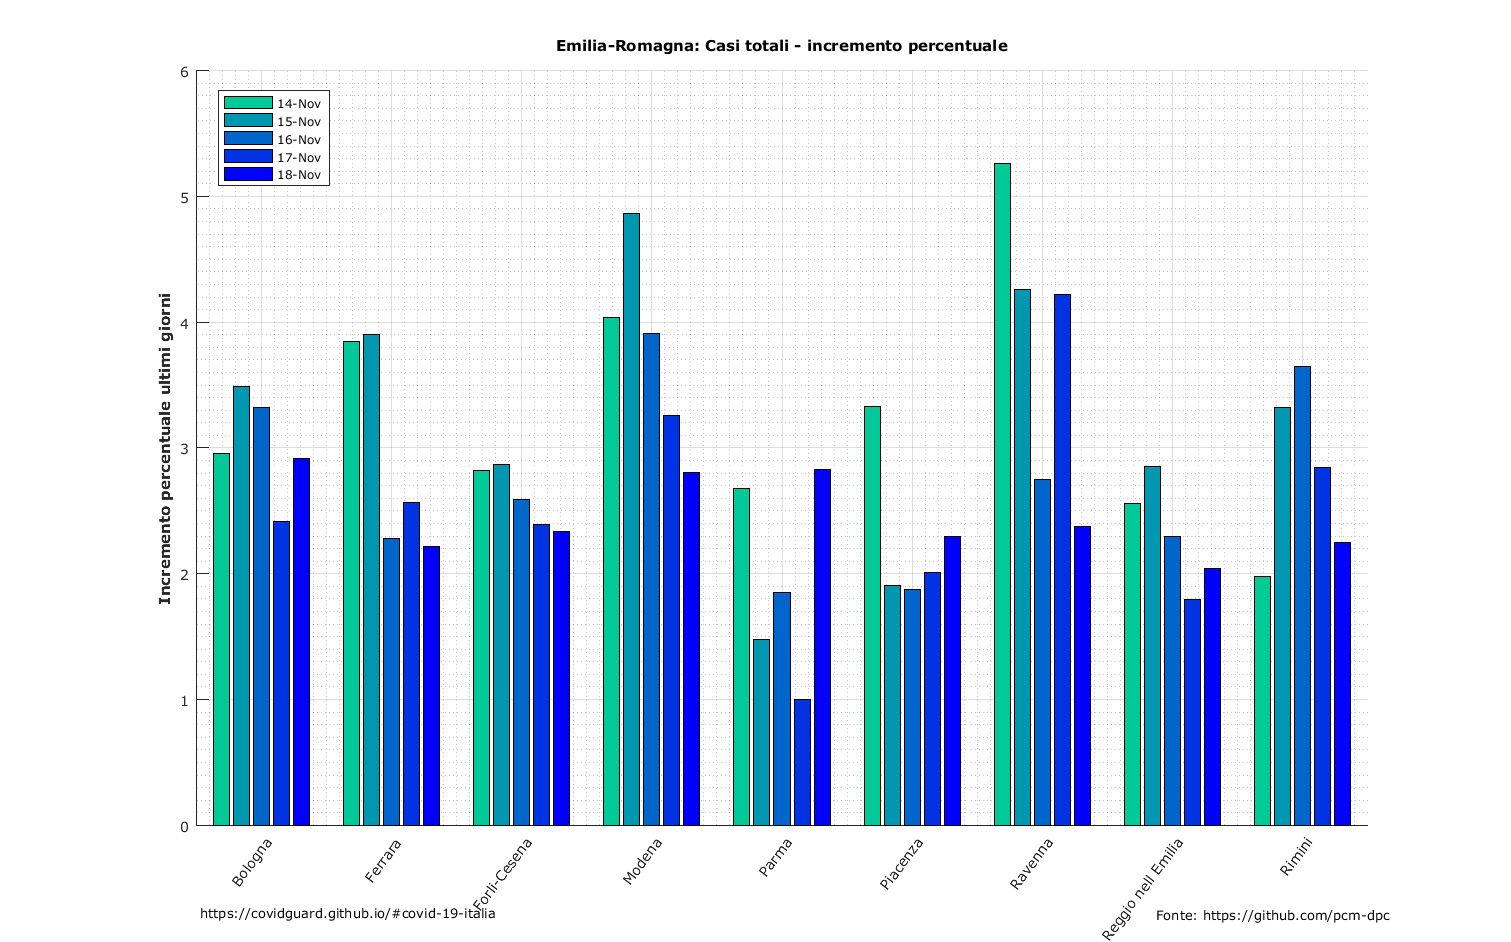 Emilia-Romagna: Casi totali - incremento percentuale
6
5
4
3
2
1
0
Incremento percentuale ultimi giorni
14-Nov
15-Nov
16-Nov
17-Nov
18-Nov
Bologna
Ferrara
Forlì-Cesena
Modena
Parma
Piacenza
Ravenna
Reggio nell Emilia
Rimini
https://covidguard.github.io/#covid-19-italia
Fonte: https://github.com/pcm-dpc